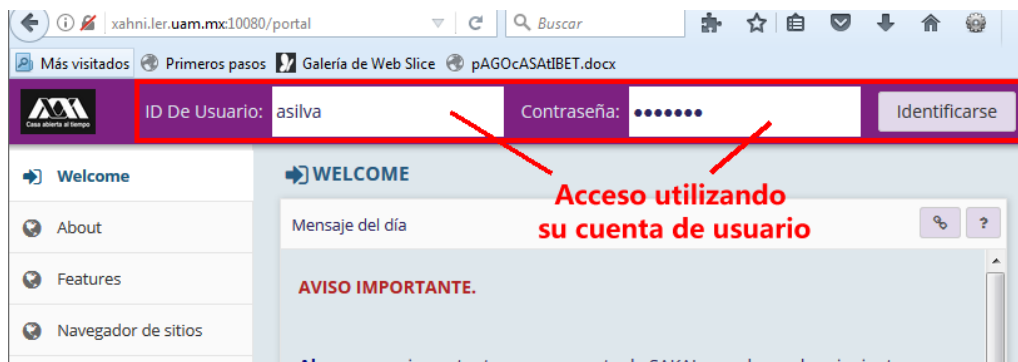 xahni.ler.uam.mx:10080/portal
Buscar
Más visitados Primeros pasos Galería de Web Slice pAGOcASAtIBET.docx
Casa abierta al tiempo
ID De Usuario: asilva Contraseña: ••••••• Identificarse
Welcome
WELCOME
Acceso utilizando
su cuenta de usuario
About
Mensaje del día
?
Features
AVISO IMPORTANTE.
Navegador de sitios